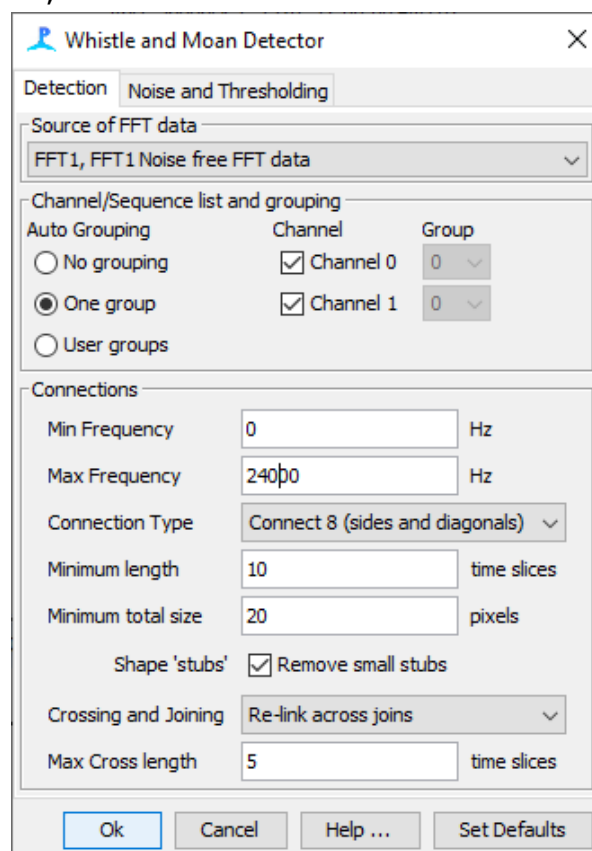 Whistle and Moan Detector
Detection Noise and Thresholding
Source of FFT data
FFT1, FFT1 Noise free FFT data
Channel/Sequence list and grouping
Auto Grouping Channel Group
No grouping Channel 0 0
One group Channel 1 0
User groups
Connections
Min Frequency 0 Hz
Max Frequency 24000 Hz
Connection Type Connect 8 (sides and diagonals)
Minimum length 10 time slices
Minimum total size 20 pixels
Shape 'stubs' Remove small stubs
Crossing and Joining Re-link across joins
Max Cross length 5 time slices
Ok Cancel Help ... Set Defaults